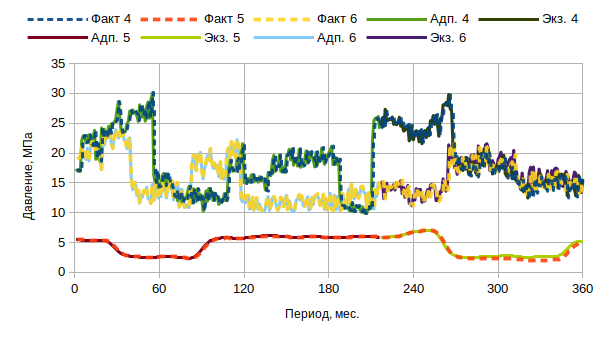 Факт 4 Факт 5 Факт 6 Адп. 4 Экз. 4
Адп. 5 Экз. 5 Адп. 6 Экз. 6
35
30
25
20
15
10
5
0
Давление, МПа
0 60 120 180 240 300 360
Период, мес.